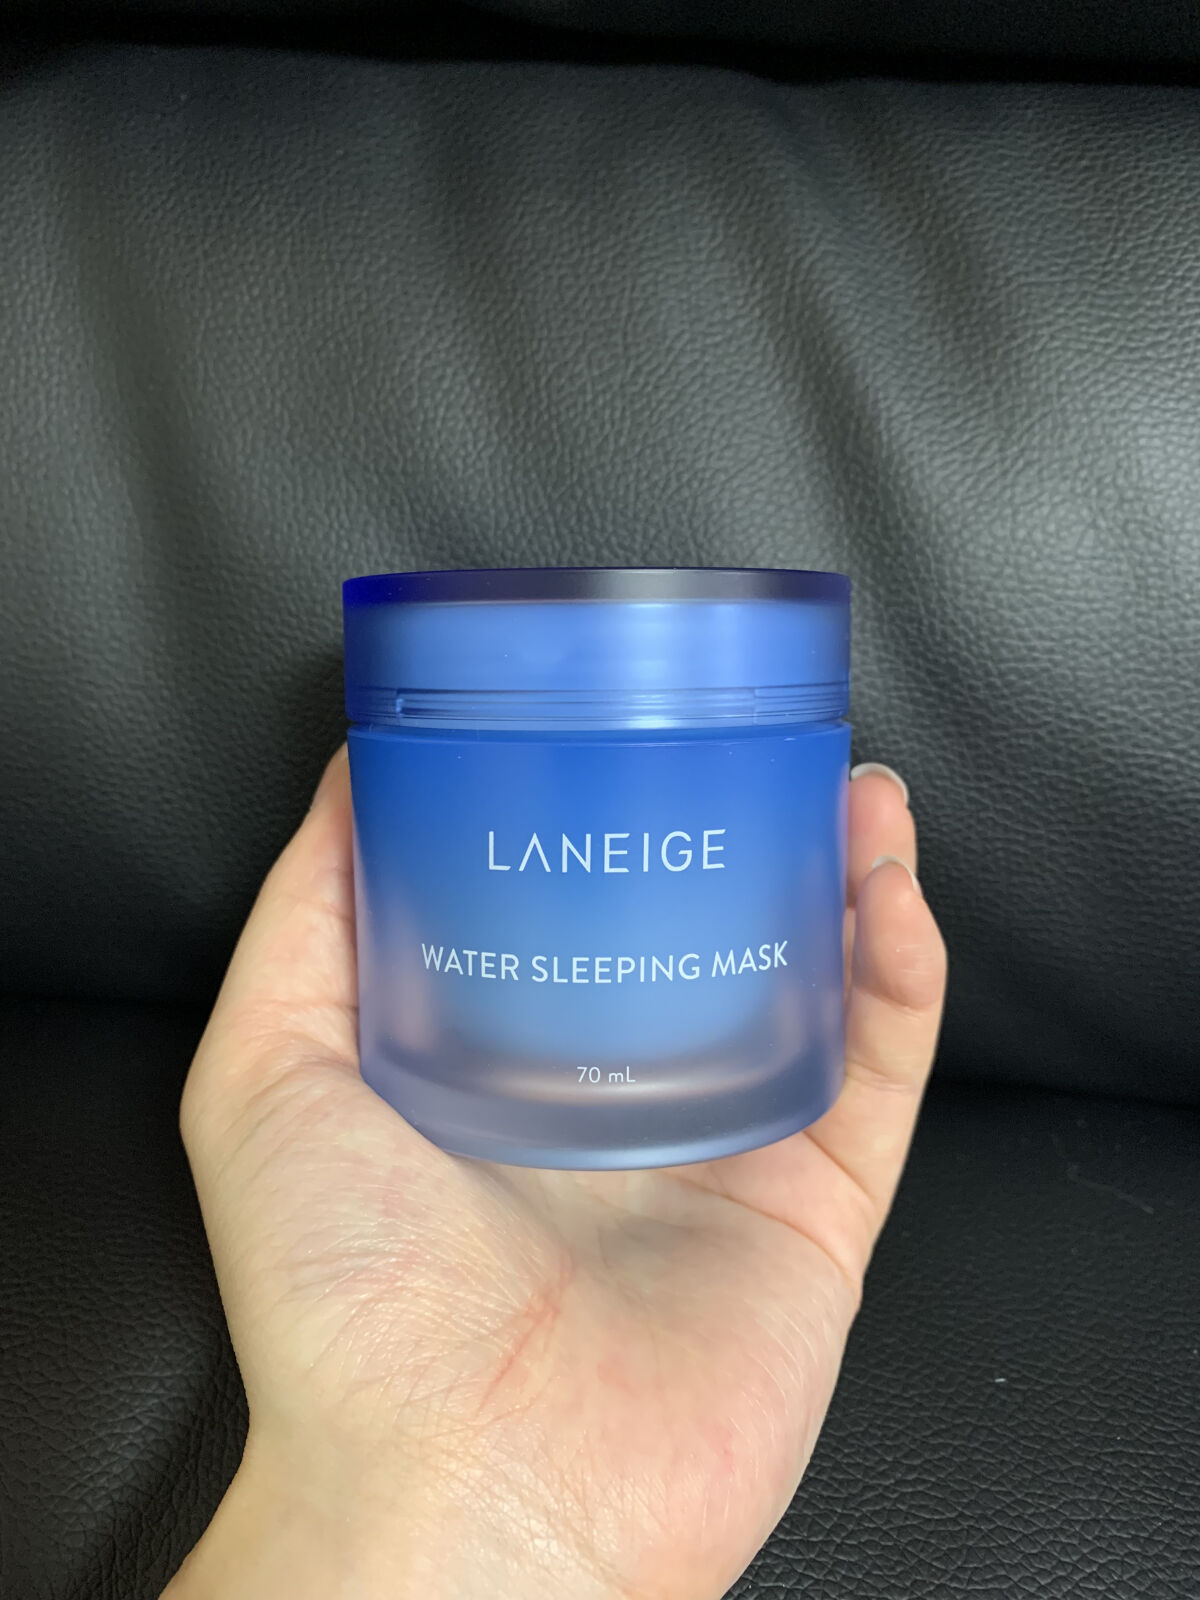 LANEIGE
WATER SLEEPING MASK
70 mL